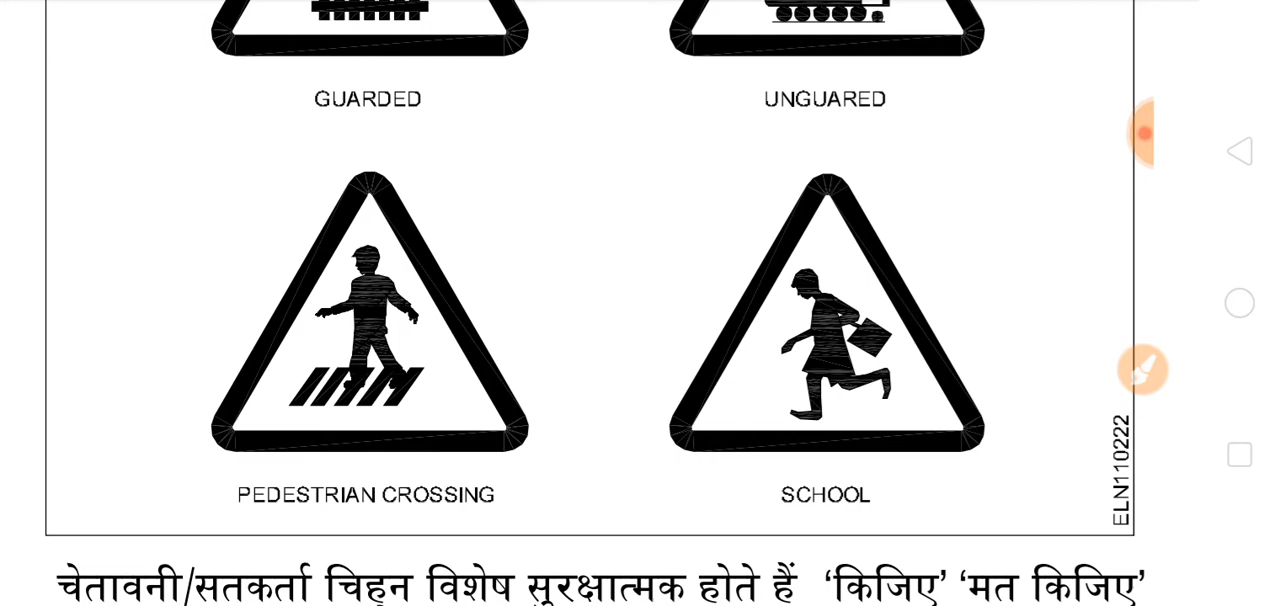 GUARDED
UNGUARED
PEDESTRIAN CROSSING
SCHOOL
ELN110222
चेतावनी/सतकर्ता चिह्न विशेष सुरक्षात्मक होते हैं ‘किजिए’ ‘मत किजिए’